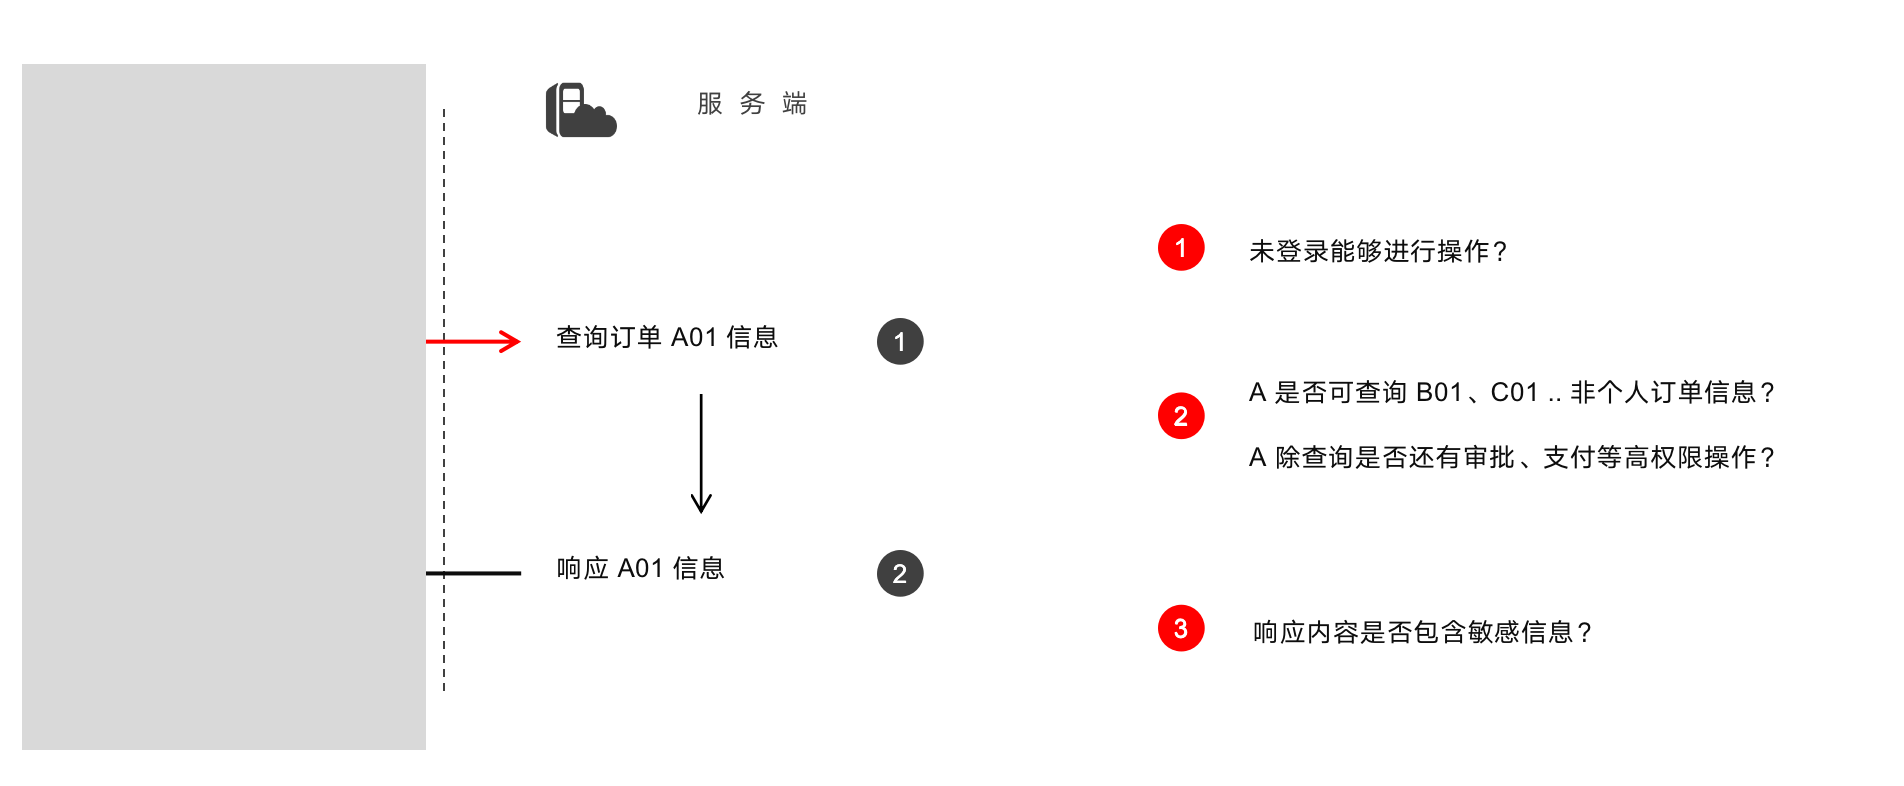 服务端
查询订单 A01 信息
1
响应 A01 信息
2
1
未登录能够进行操作？
2
A 是否可查询 B01、C01 .. 非个人订单信息？
A 除查询是否还有审批、支付等高权限操作？
3
响应内容是否包含敏感信息？